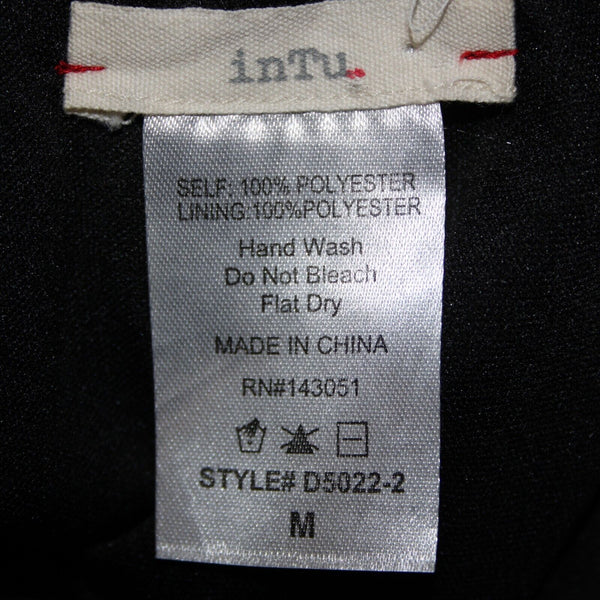 inTu.
SELF: 100% POLYESTER
LINING:100%POLYESTER
Hand Wash
Do Not Bleach
Flat Dry
MADE IN CHINA
RN#143051
STYLE# D5022-2
M